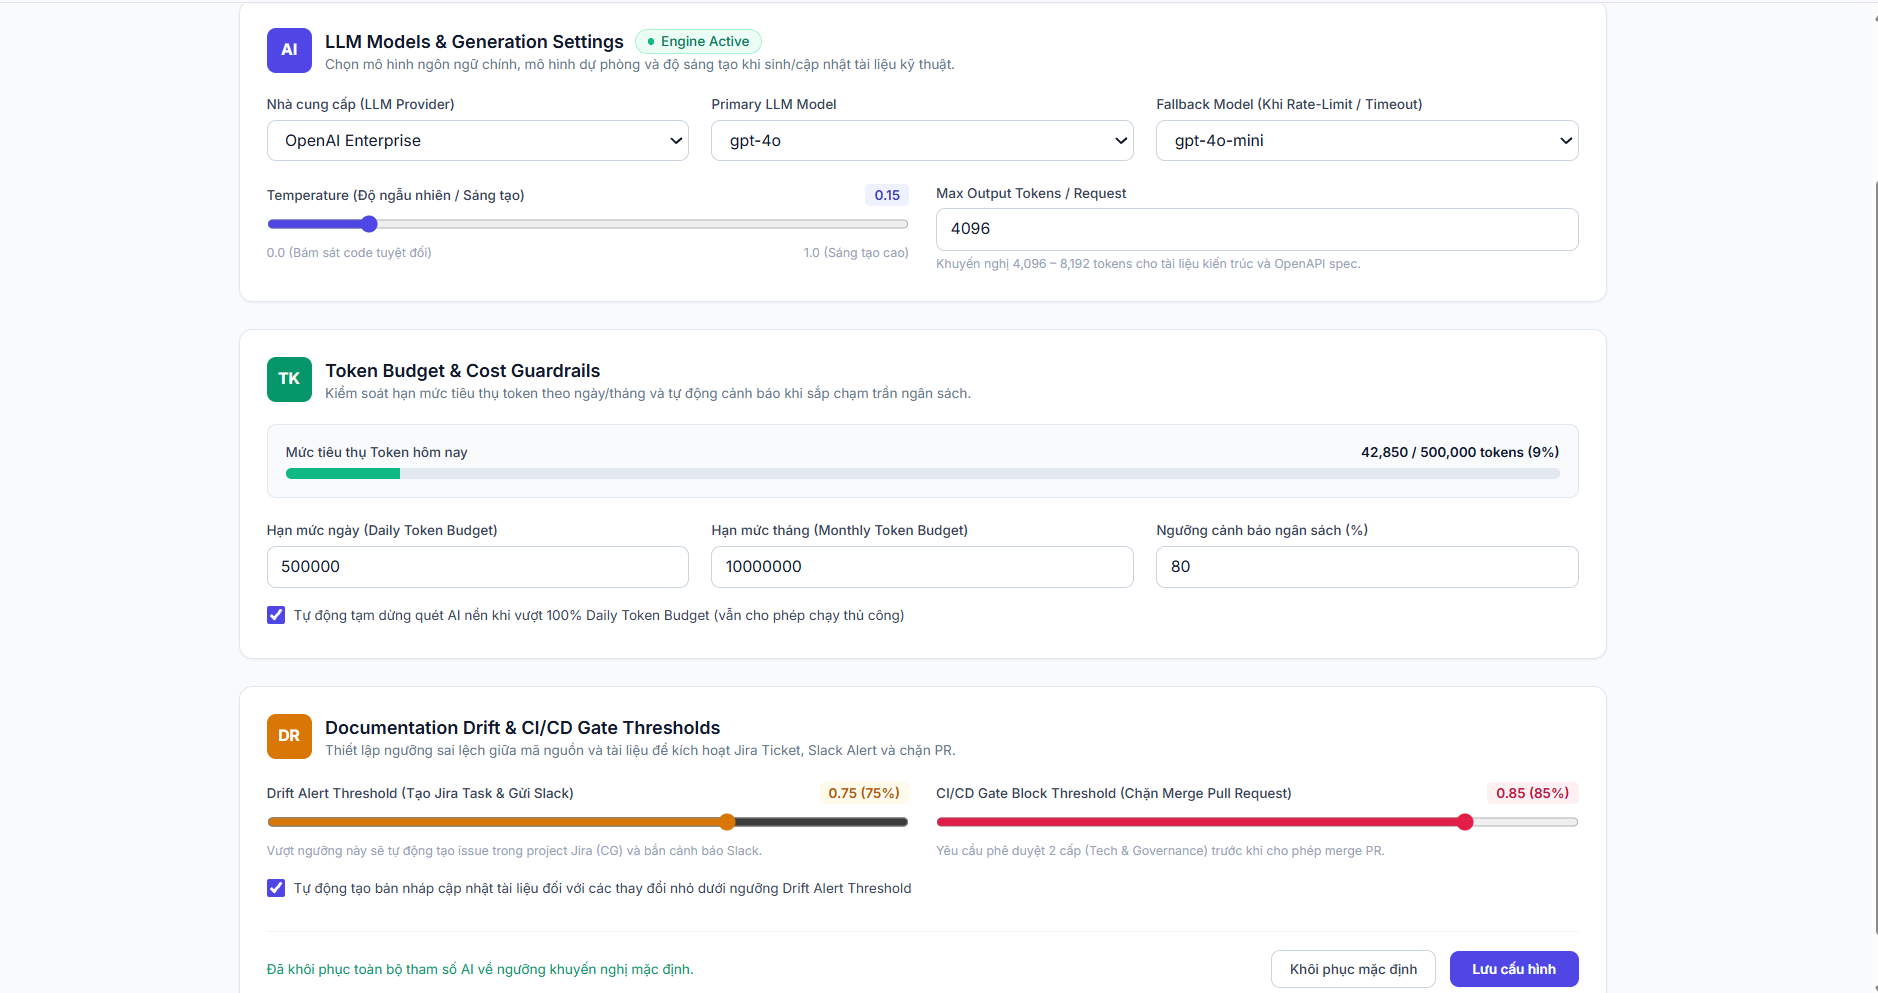 AI
LLM Models & Generation Settings
Engine Active
Chọn mô hình ngôn ngữ chính, mô hình dự phòng và độ sáng tạo khi sinh/cập nhật tài liệu kỹ thuật.
Nhà cung cấp (LLM Provider)
Primary LLM Model
Fallback Model (Khi Rate-Limit / Timeout)
OpenAI Enterprise
gpt-4o
gpt-4o-mini
Temperature (Độ ngẫu nhiên / Sáng tạo)
0.15
Max Output Tokens / Request
4096
0.0 (Bám sát code tuyệt đối)
1.0 (Sáng tạo cao)
Khuyến nghị 4,096 – 8,192 tokens cho tài liệu kiến trúc và OpenAPI spec.
TK
Token Budget & Cost Guardrails
Kiểm soát hạn mức tiêu thụ token theo ngày/tháng và tự động cảnh báo khi sắp chạm trần ngân sách.
Mức tiêu thụ Token hôm nay
42,850 / 500,000 tokens (9%)
Hạn mức ngày (Daily Token Budget)
Hạn mức tháng (Monthly Token Budget)
Ngưỡng cảnh báo ngân sách (%)
500000
10000000
80
Tự động tạm dừng quét AI nền khi vượt 100% Daily Token Budget (vẫn cho phép chạy thủ công)
DR
Documentation Drift & CI/CD Gate Thresholds
Thiết lập ngưỡng sai lệch giữa mã nguồn và tài liệu để kích hoạt Jira Ticket, Slack Alert và chặn PR.
Drift Alert Threshold (Tạo Jira Task & Gửi Slack)
0.75 (75%)
CI/CD Gate Block Threshold (Chặn Merge Pull Request)
0.85 (85%)
Vượt ngưỡng này sẽ tự động tạo issue trong project Jira (CG) và bắn cảnh báo Slack.
Yêu cầu phê duyệt 2 cấp (Tech & Governance) trước khi cho phép merge PR.
Tự động tạo bản nháp cập nhật tài liệu đối với các thay đổi nhỏ dưới ngưỡng Drift Alert Threshold
Đã khôi phục toàn bộ tham số AI về ngưỡng khuyến nghị mặc định.
Khôi phục mặc định
Lưu cấu hình